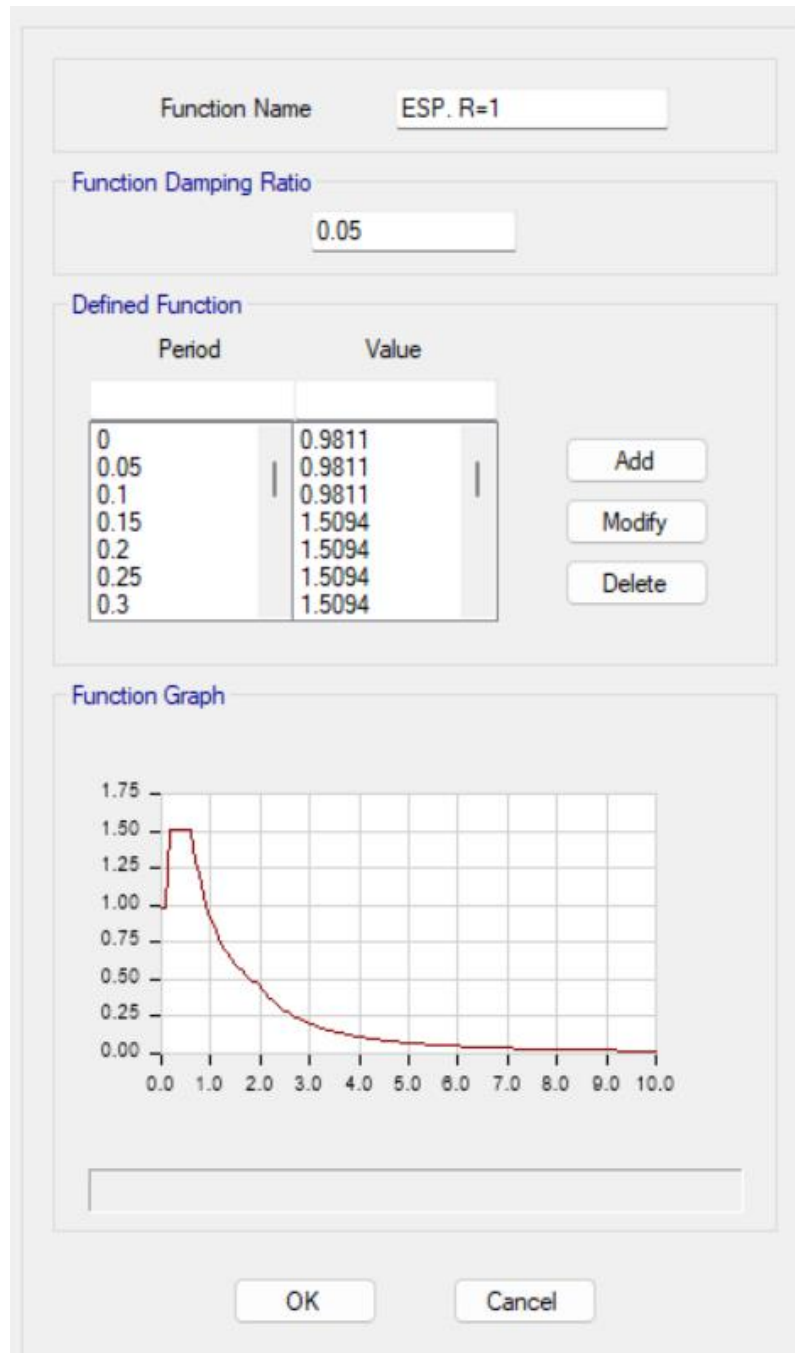 Function Name ESP. R=1
Function Damping Ratio
0.05
Defined Function
Period Value
0 0.9811
0.05 0.9811
0.1 0.9811
0.15 1.5094
0.2 1.5094
0.25 1.5094
0.3 1.5094
Add
Modify
Delete
Function Graph
1.75
1.50
1.25
1.00
0.75
0.50
0.25
0.00
0.0 1.0 2.0 3.0 4.0 5.0 6.0 7.0 8.0 9.0 10.0
OK Cancel